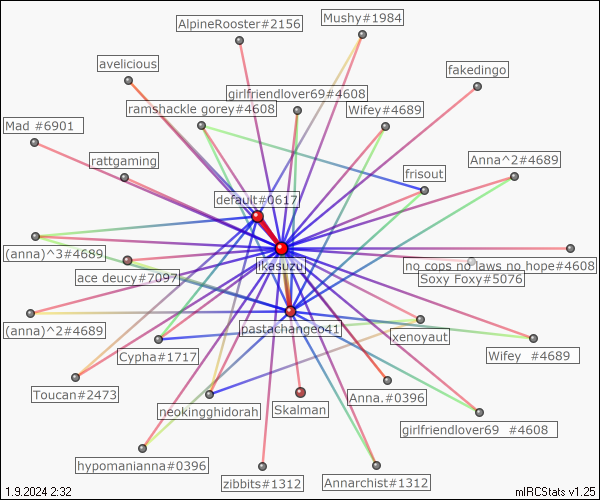 AlpineRooster#2156
Mushy#1984
avelicious
fakedingo
girlfriendlover69#4608
ramshackle gorey#4608
Wifey#4689
Mad #6901
rattgaming
Anna^2#4689
frisout
default#0617
(anna)^3#4689
likasuzu
no cops no laws no hope#4608
ace deucy#7097
Soxy Foxy#5076
(anna)^2#4689
pastachangeo41
xenoyaut
Cypha#1717
Wifey  #4689
Toucan#2473
neokingghidorah
Skalman
Anna.#0396
girlfriendlover69  #4608
hypomanianna#0396
zibbits#1312
Annarchist#1312
1.9.2024 2:32
mIRCStats v1.25